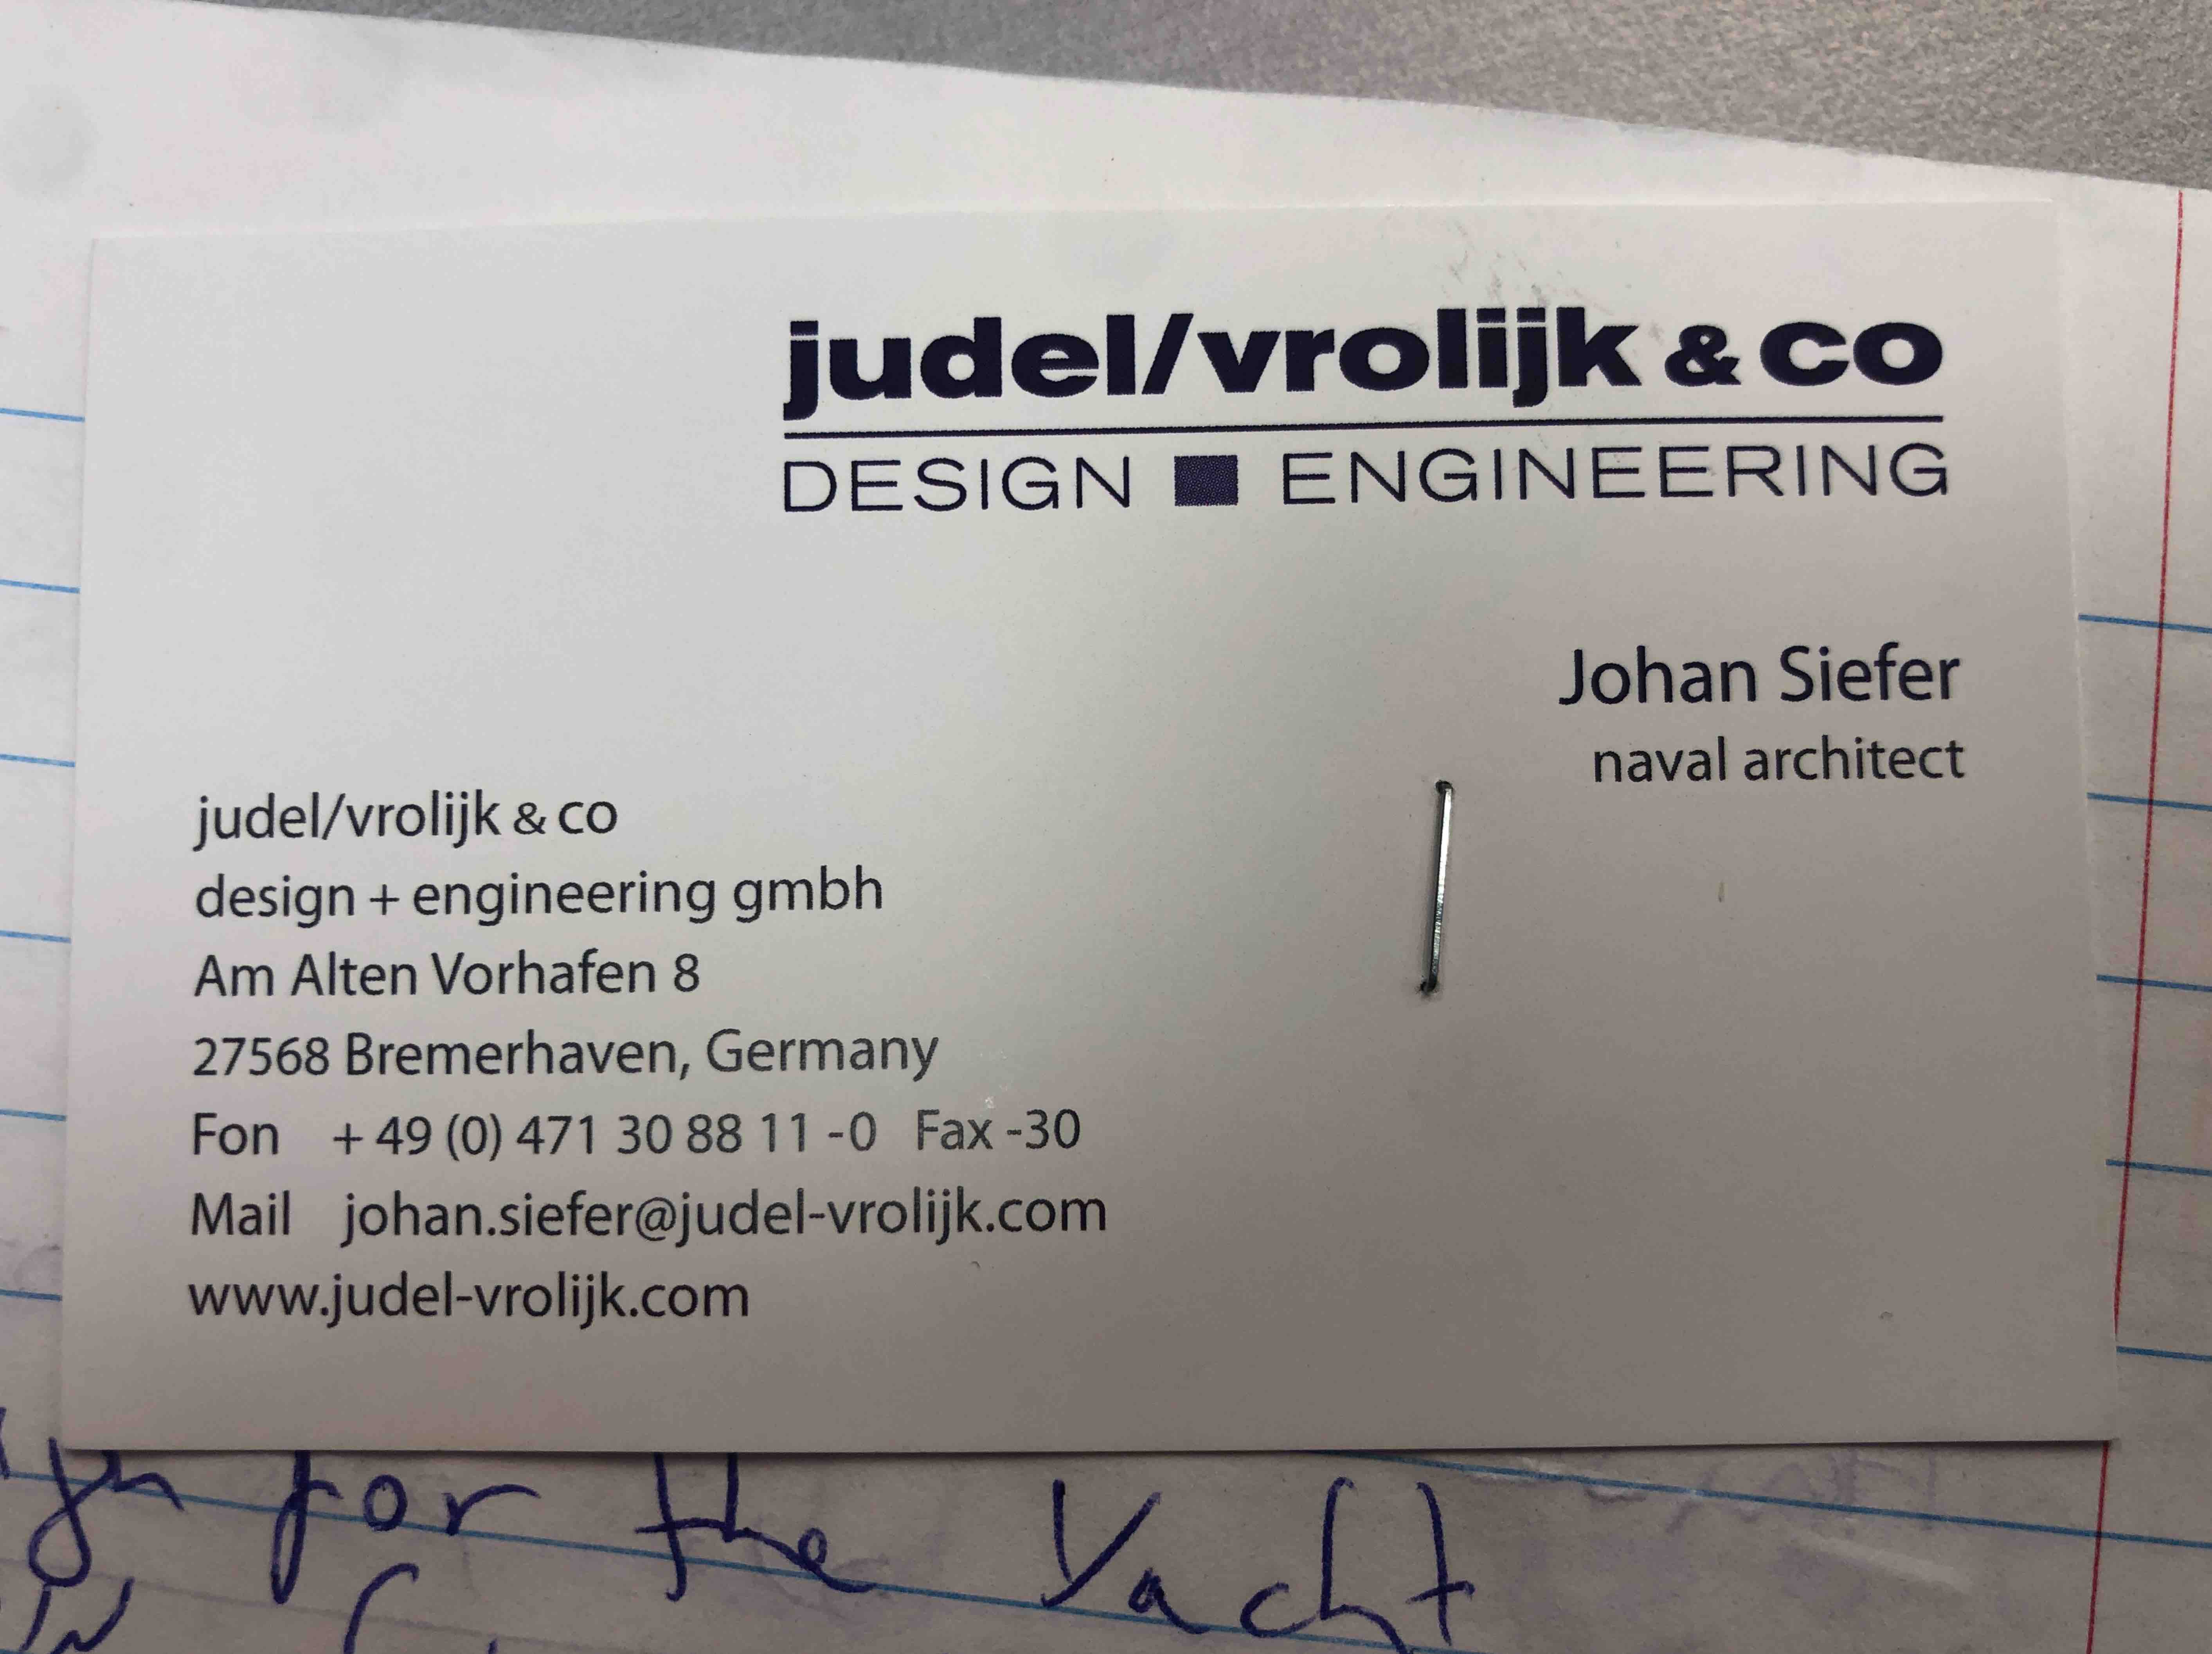 judel/vrolijk & co
DESIGN ■ ENGINEERING
Johan Siefer
naval architect
judel/vrolijk & co
design + engineering gmbh
Am Alten Vorhafen 8
27568 Bremerhaven, Germany
Fon + 49 (0) 471 30 88 11 -0 Fax -30
Mail johan.siefer@judel-vrolijk.com
www.judel-vrolijk.com
for the Yacht